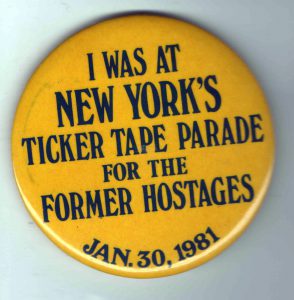 I WAS AT
NEW YORK'S
TICKER TAPE PARADE
FOR THE
FORMER HOSTAGES
JAN. 30, 1981